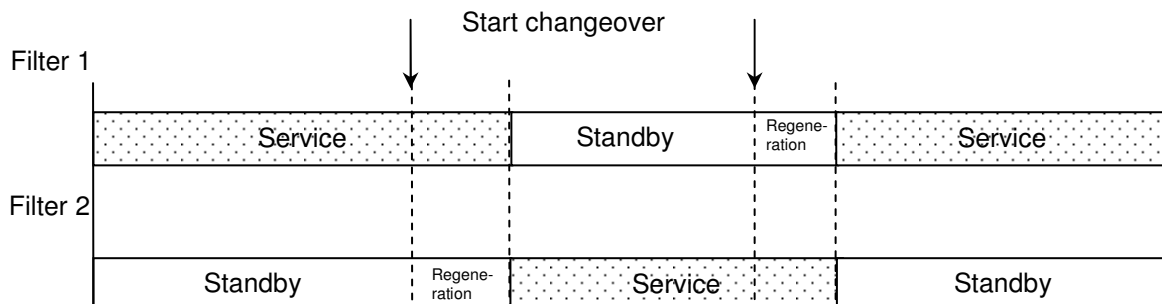 Start changeover
Filter 1
Service
Standby
Regene-
ration
Service
Filter 2
Standby
Regene-
ration
Service
Standby